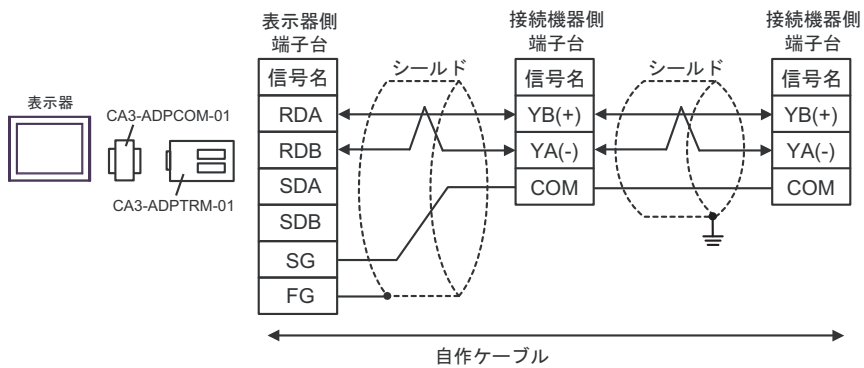 表示器
CA3-ADPCOM-01
CA3-ADPTRM-01
表示器側
端子台
信号名
RDA
RDB
SDA
SDB
SG
FG
シールド
接続機器側
端子台
信号名
YB(+)
YA(-)
COM
シールド
接続機器側
端子台
信号名
YB(+)
YA(-)
COM
自作ケーブル